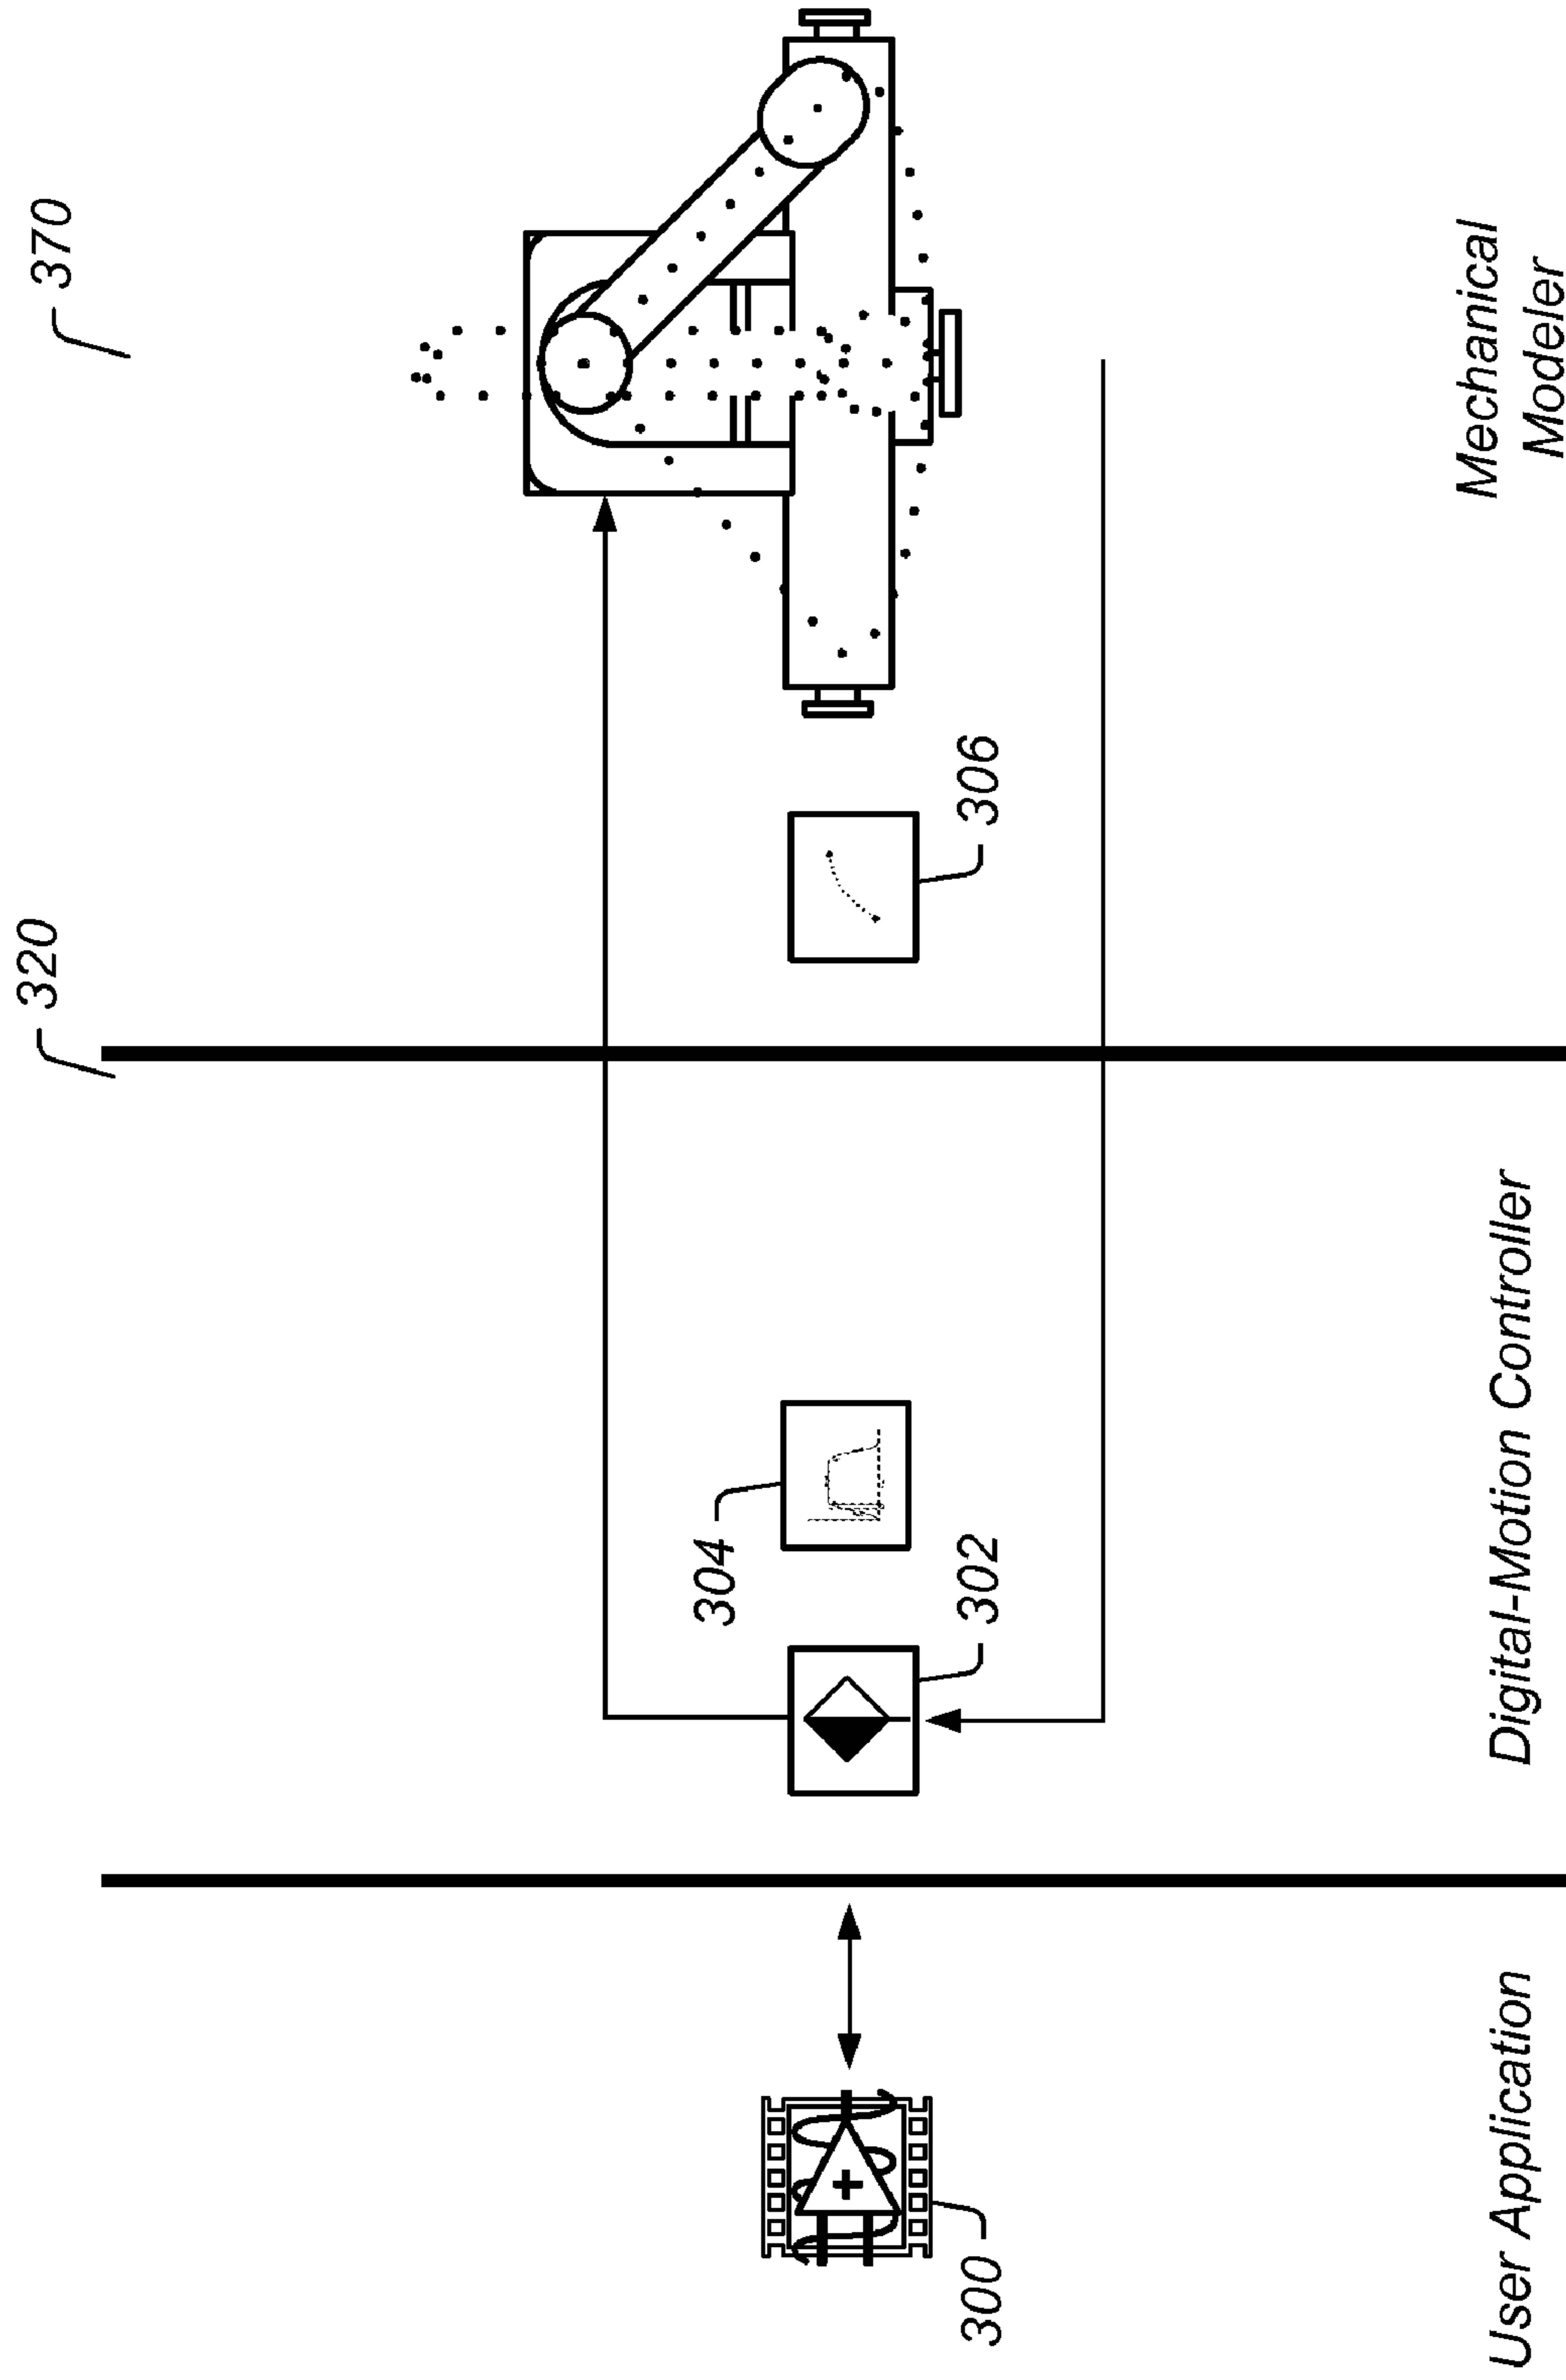 320
370
304
302
306
300
User Application
Digital-Motion Controller
Mechanical
Modeler